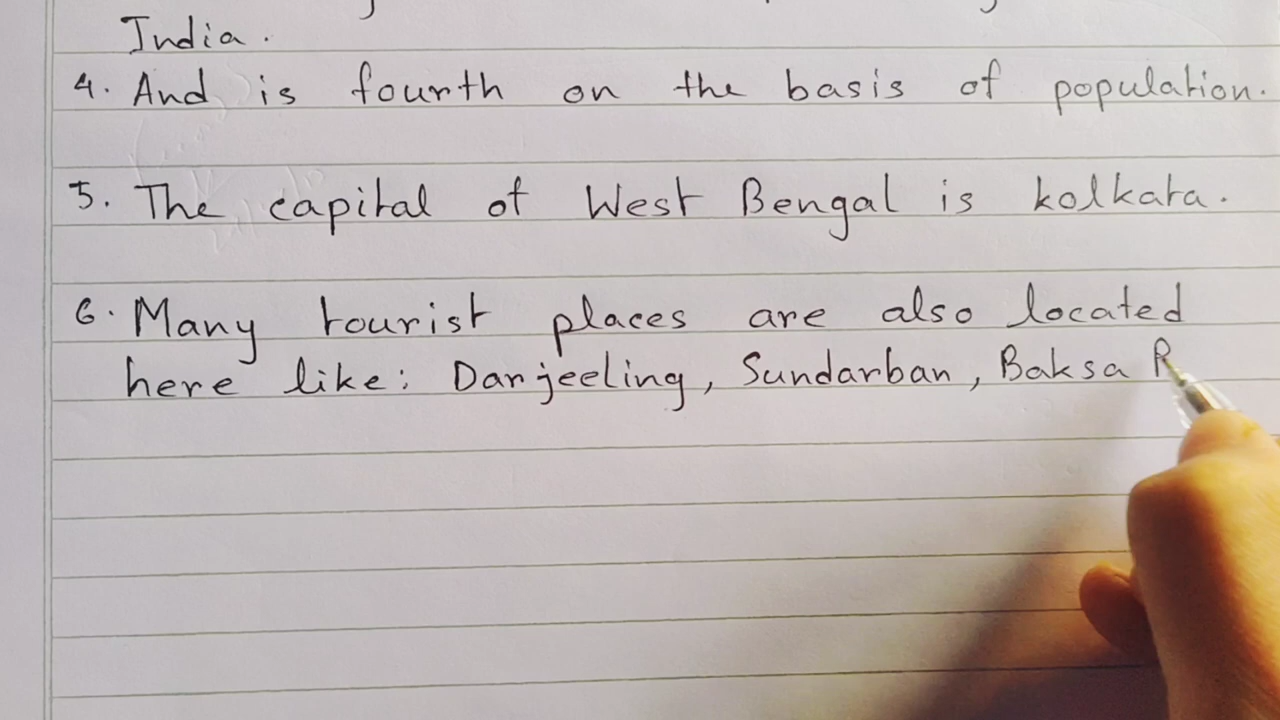 India.
4. And is fourth on the basis of population.
5. The capital of West Bengal is kolkata.
6. Many tourist places are also located
here like: Darjeeling, Sundarban, Baksa